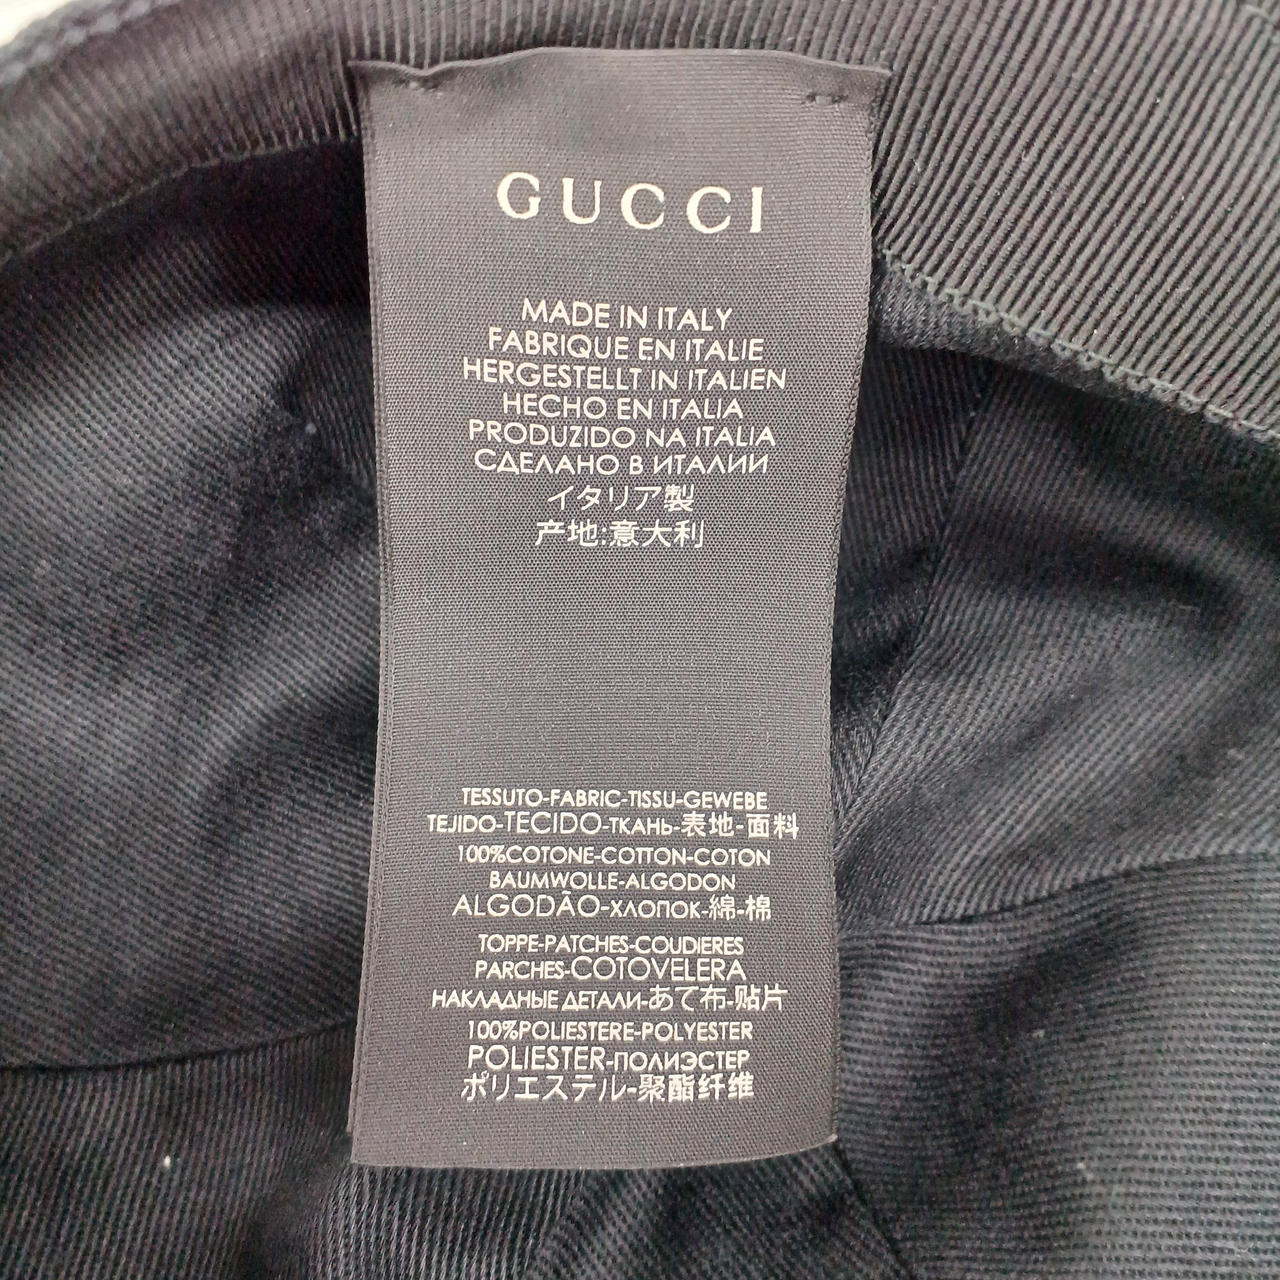 GUCCI
MADE IN ITALY
FABRIQUE EN ITALIE
HERGESTELLT IN ITALIEN
HECHO EN ITALIA
PRODUZIDO NA ITALIA
СДЕЛАНО В ИТАЛИИ
イタリア製
产地:意大利
TESSUTO-FABRIC-TISSU-GEWEBE
TEJIDO-TECIDO-ТКАНЬ-表地-面料
100%COTONE-COTTON-COTON
BAUMWOLLE-ALGODON
ALGODÃO-ХЛОПОК-綿-棉
TOPPE-PATCHES-COUDIERES
PARCHES-COTOVELERA
НАКЛАДНЫЕ ДЕТАЛИ-あて布-贴片
100%POLIESTERE-POLYESTER
POLIESTER-ПОЛИЭСТЕР
ポリエステル-聚酯纤维